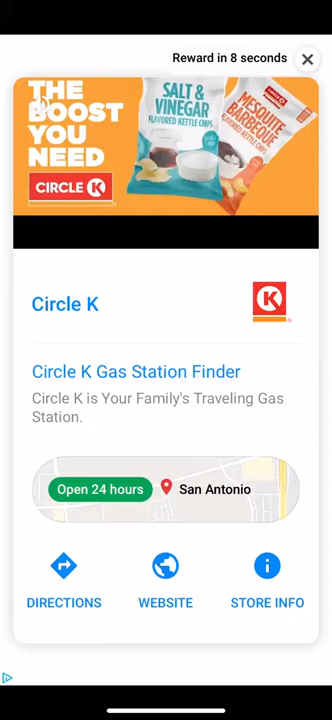 Reward in 8 seconds
THE
BOOST
YOU
NEED
CIRCLE K
SALT &
VINEGAR
FLAVORED KETTLE CHIPS
MESQUITE
BARBEQUE
FLAVORED KETTLE CHIPS
Circle K
Circle K Gas Station Finder
Circle K is Your Family's Traveling Gas
Station.
Open 24 hours
San Antonio
DIRECTIONS
WEBSITE
STORE INFO